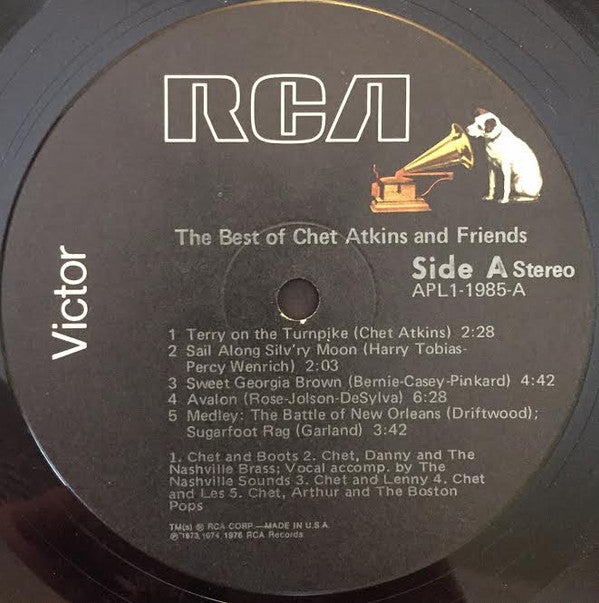 RCA
The Best of Chet Atkins and Friends
Side A Stereo
APL1-1985-A
Victor
1 Terry on the Turnpike (Chet Atkins) 2:28
2 Sail Along Silv'ry Moon (Harry Tobias-
Percy Wenrich) 2:03
3 Sweet Georgia Brown (Bernie-Casey-Pinkard) 4:42
4 Avalon (Rose-Jolson-DeSylva) 6:28
5 Medley: The Battle of New Orleans (Driftwood);
Sugarfoot Rag (Garland) 3:42
1. Chet and Boots 2. Chet, Danny and The
Nashville Brass; Vocal accomp. by The
Nashville Sounds 3. Chet and Lenny 4. Chet
and Les 5. Chet, Arthur and The Boston
Pops
TM(s) ® RCA CORP.—MADE IN U.S.A.
℗ 1973, 1974, 1976 RCA Records